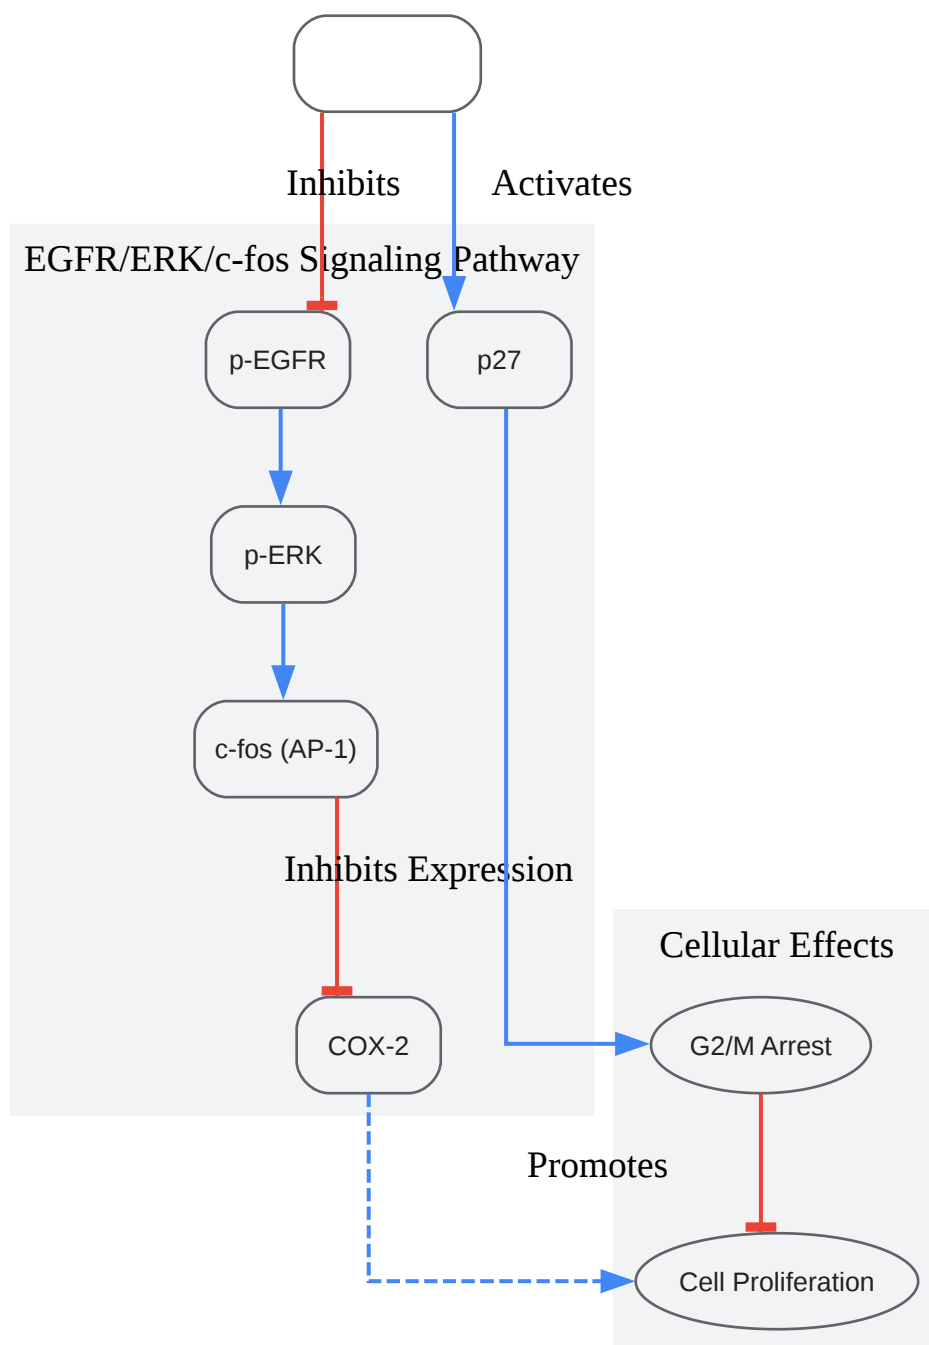 Inhibits
Activates
EGFR/ERK/c-fos Signaling Pathway
p-EGFR
p27
p-ERK
c-fos (AP-1)
Inhibits Expression
Cellular Effects
COX-2
G2/M Arrest
Promotes
Cell Proliferation